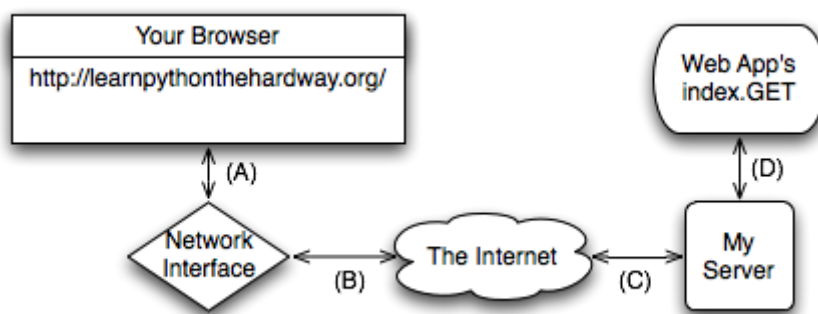 Your Browser
http://learnpythonthehardway.org/
Web App's
index.GET
(A)
(D)
Network
Interface
(B)
The Internet
(C)
My
Server